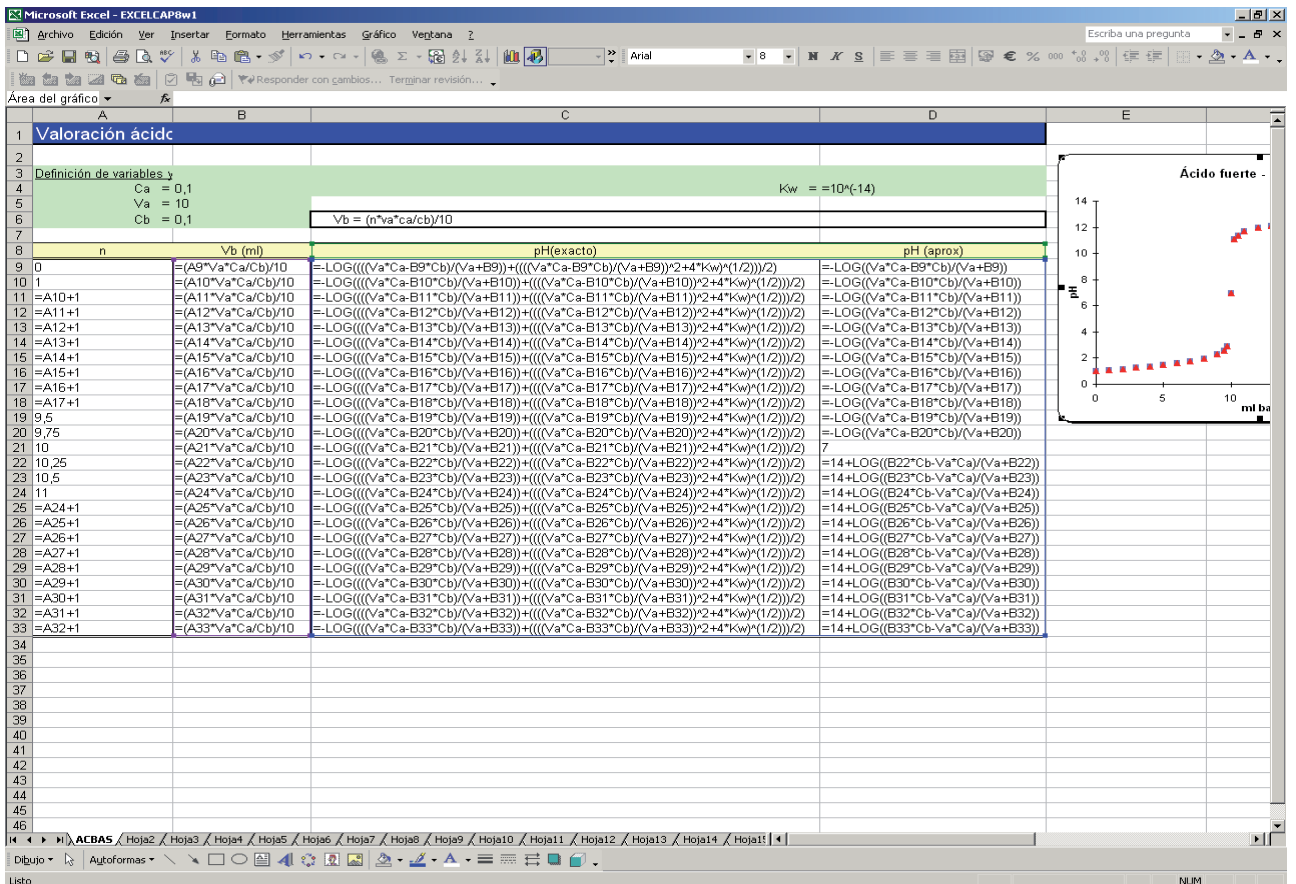 Microsoft Excel - EXCELCAP8w1
Archivo Edición Ver Insertar Formato Herramientas Gráfico Ventana ? Escriba una pregunta
Arial 8 N K S € % 000
Responder con cambios... Terminar revisión...
Área del gráfico fx
A B C D E
1 Valoración ácido
2
3 Definición de variables y
4 Ca = 0,1 Kw = =10^(-14)
5 Va = 10
6 Cb = 0,1 Vb = (n*va*ca/cb)/10
7
8 n Vb (ml) pH(exacto) pH (aprox)
9 0 =(A9*Va*Ca/Cb)/10 =-LOG((((Va*Ca-B9*Cb)/(Va+B9))+((((Va*Ca-B9*Cb)/(Va+B9))^2+4*Kw)^(1/2)))/2) =-LOG((Va*Ca-B9*Cb)/(Va+B9))
10 1 =(A10*Va*Ca/Cb)/10 =-LOG((((Va*Ca-B10*Cb)/(Va+B10))+((((Va*Ca-B10*Cb)/(Va+B10))^2+4*Kw)^(1/2)))/2) =-LOG((Va*Ca-B10*Cb)/(Va+B10))
11 =A10+1 =(A11*Va*Ca/Cb)/10 =-LOG((((Va*Ca-B11*Cb)/(Va+B11))+((((Va*Ca-B11*Cb)/(Va+B11))^2+4*Kw)^(1/2)))/2) =-LOG((Va*Ca-B11*Cb)/(Va+B11))
12 =A11+1 =(A12*Va*Ca/Cb)/10 =-LOG((((Va*Ca-B12*Cb)/(Va+B12))+((((Va*Ca-B12*Cb)/(Va+B12))^2+4*Kw)^(1/2)))/2) =-LOG((Va*Ca-B12*Cb)/(Va+B12))
13 =A12+1 =(A13*Va*Ca/Cb)/10 =-LOG((((Va*Ca-B13*Cb)/(Va+B13))+((((Va*Ca-B13*Cb)/(Va+B13))^2+4*Kw)^(1/2)))/2) =-LOG((Va*Ca-B13*Cb)/(Va+B13))
14 =A13+1 =(A14*Va*Ca/Cb)/10 =-LOG((((Va*Ca-B14*Cb)/(Va+B14))+((((Va*Ca-B14*Cb)/(Va+B14))^2+4*Kw)^(1/2)))/2) =-LOG((Va*Ca-B14*Cb)/(Va+B14))
15 =A14+1 =(A15*Va*Ca/Cb)/10 =-LOG((((Va*Ca-B15*Cb)/(Va+B15))+((((Va*Ca-B15*Cb)/(Va+B15))^2+4*Kw)^(1/2)))/2) =-LOG((Va*Ca-B15*Cb)/(Va+B15))
16 =A15+1 =(A16*Va*Ca/Cb)/10 =-LOG((((Va*Ca-B16*Cb)/(Va+B16))+((((Va*Ca-B16*Cb)/(Va+B16))^2+4*Kw)^(1/2)))/2) =-LOG((Va*Ca-B16*Cb)/(Va+B16))
17 =A16+1 =(A17*Va*Ca/Cb)/10 =-LOG((((Va*Ca-B17*Cb)/(Va+B17))+((((Va*Ca-B17*Cb)/(Va+B17))^2+4*Kw)^(1/2)))/2) =-LOG((Va*Ca-B17*Cb)/(Va+B17))
18 =A17+1 =(A18*Va*Ca/Cb)/10 =-LOG((((Va*Ca-B18*Cb)/(Va+B18))+((((Va*Ca-B18*Cb)/(Va+B18))^2+4*Kw)^(1/2)))/2) =-LOG((Va*Ca-B18*Cb)/(Va+B18))
19 9,5 =(A19*Va*Ca/Cb)/10 =-LOG((((Va*Ca-B19*Cb)/(Va+B19))+((((Va*Ca-B19*Cb)/(Va+B19))^2+4*Kw)^(1/2)))/2) =-LOG((Va*Ca-B19*Cb)/(Va+B19))
20 9,75 =(A20*Va*Ca/Cb)/10 =-LOG((((Va*Ca-B20*Cb)/(Va+B20))+((((Va*Ca-B20*Cb)/(Va+B20))^2+4*Kw)^(1/2)))/2) =-LOG((Va*Ca-B20*Cb)/(Va+B20))
21 10 =(A21*Va*Ca/Cb)/10 =-LOG((((Va*Ca-B21*Cb)/(Va+B21))+((((Va*Ca-B21*Cb)/(Va+B21))^2+4*Kw)^(1/2)))/2) 7
22 10,25 =(A22*Va*Ca/Cb)/10 =-LOG((((Va*Ca-B22*Cb)/(Va+B22))+((((Va*Ca-B22*Cb)/(Va+B22))^2+4*Kw)^(1/2)))/2) =14+LOG((B22*Cb-Va*Ca)/(Va+B22))
23 10,5 =(A23*Va*Ca/Cb)/10 =-LOG((((Va*Ca-B23*Cb)/(Va+B23))+((((Va*Ca-B23*Cb)/(Va+B23))^2+4*Kw)^(1/2)))/2) =14+LOG((B23*Cb-Va*Ca)/(Va+B23))
24 11 =(A24*Va*Ca/Cb)/10 =-LOG((((Va*Ca-B24*Cb)/(Va+B24))+((((Va*Ca-B24*Cb)/(Va+B24))^2+4*Kw)^(1/2)))/2) =14+LOG((B24*Cb-Va*Ca)/(Va+B24))
25 =A24+1 =(A25*Va*Ca/Cb)/10 =-LOG((((Va*Ca-B25*Cb)/(Va+B25))+((((Va*Ca-B25*Cb)/(Va+B25))^2+4*Kw)^(1/2)))/2) =14+LOG((B25*Cb-Va*Ca)/(Va+B25))
26 =A25+1 =(A26*Va*Ca/Cb)/10 =-LOG((((Va*Ca-B26*Cb)/(Va+B26))+((((Va*Ca-B26*Cb)/(Va+B26))^2+4*Kw)^(1/2)))/2) =14+LOG((B26*Cb-Va*Ca)/(Va+B26))
27 =A26+1 =(A27*Va*Ca/Cb)/10 =-LOG((((Va*Ca-B27*Cb)/(Va+B27))+((((Va*Ca-B27*Cb)/(Va+B27))^2+4*Kw)^(1/2)))/2) =14+LOG((B27*Cb-Va*Ca)/(Va+B27))
28 =A27+1 =(A28*Va*Ca/Cb)/10 =-LOG((((Va*Ca-B28*Cb)/(Va+B28))+((((Va*Ca-B28*Cb)/(Va+B28))^2+4*Kw)^(1/2)))/2) =14+LOG((B28*Cb-Va*Ca)/(Va+B28))
29 =A28+1 =(A29*Va*Ca/Cb)/10 =-LOG((((Va*Ca-B29*Cb)/(Va+B29))+((((Va*Ca-B29*Cb)/(Va+B29))^2+4*Kw)^(1/2)))/2) =14+LOG((B29*Cb-Va*Ca)/(Va+B29))
30 =A29+1 =(A30*Va*Ca/Cb)/10 =-LOG((((Va*Ca-B30*Cb)/(Va+B30))+((((Va*Ca-B30*Cb)/(Va+B30))^2+4*Kw)^(1/2)))/2) =14+LOG((B30*Cb-Va*Ca)/(Va+B30))
31 =A30+1 =(A31*Va*Ca/Cb)/10 =-LOG((((Va*Ca-B31*Cb)/(Va+B31))+((((Va*Ca-B31*Cb)/(Va+B31))^2+4*Kw)^(1/2)))/2) =14+LOG((B31*Cb-Va*Ca)/(Va+B31))
32 =A31+1 =(A32*Va*Ca/Cb)/10 =-LOG((((Va*Ca-B32*Cb)/(Va+B32))+((((Va*Ca-B32*Cb)/(Va+B32))^2+4*Kw)^(1/2)))/2) =14+LOG((B32*Cb-Va*Ca)/(Va+B32))
33 =A32+1 =(A33*Va*Ca/Cb)/10 =-LOG((((Va*Ca-B33*Cb)/(Va+B33))+((((Va*Ca-B33*Cb)/(Va+B33))^2+4*Kw)^(1/2)))/2) =14+LOG((B33*Cb-Va*Ca)/(Va+B33))
34
35
36
37
38
39
40
41
42
43
44
45
46
Ácido fuerte -
14
12
10
8
6
4
2
0
pH
0 5 10
ml ba
ACBAS Hoja2 Hoja3 Hoja4 Hoja5 Hoja6 Hoja7 Hoja8 Hoja9 Hoja10 Hoja11 Hoja12 Hoja13 Hoja14 Hoja15
Dibujo Autoformas
Listo NUM